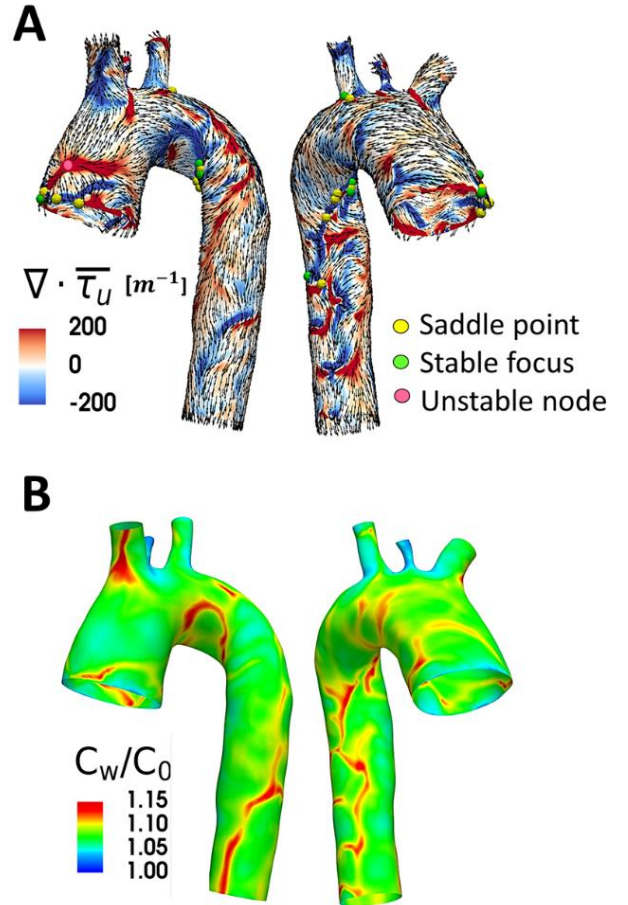 A
∇ · τ̅ᵤ [m⁻¹]
200
0
-200
Saddle point
Stable focus
Unstable node
B
C_W/C_0
1.15
1.10
1.05
1.00